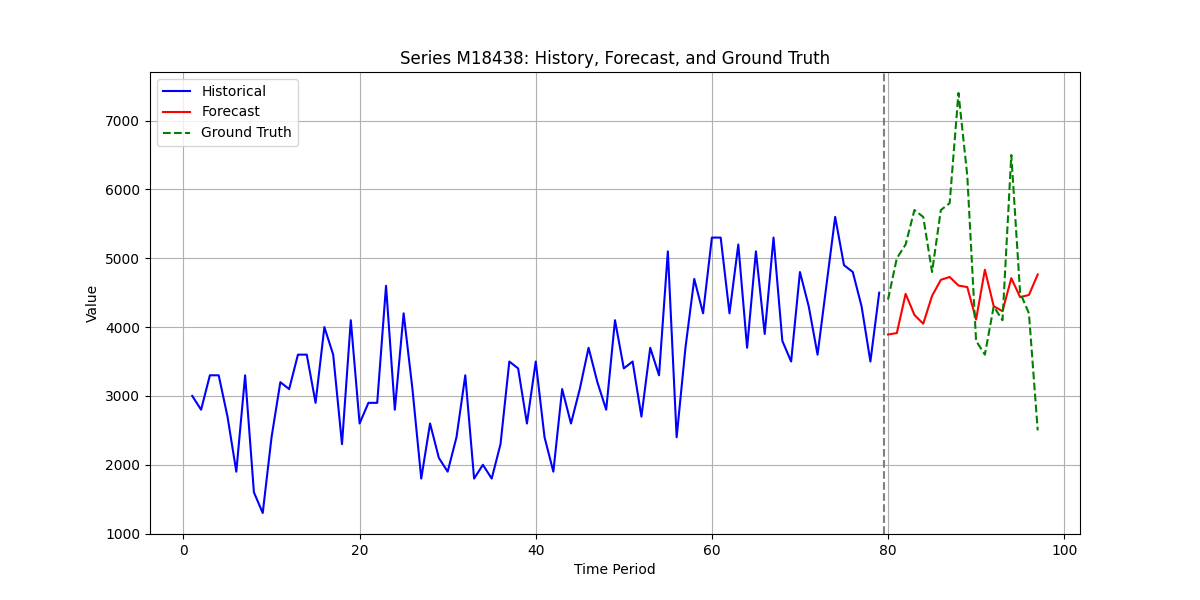 Series M18438: History, Forecast, and Ground Truth
Historical
Forecast
Ground Truth
Value
7000
6000
5000
4000
3000
2000
1000
0 20 40 60 80 100
Time Period